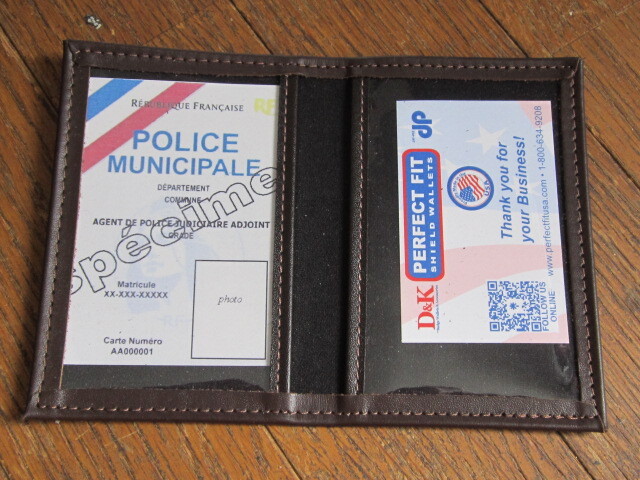 RÉPUBLIQUE FRANÇAISE
RF
POLICE
MUNICIPALE
DÉPARTEMENT
COMMUNE
AGENT DE POLICE JUDICIAIRE ADJOINT
GRADE
spécime
Matricule
XX-XXX-XXXXX
photo
Carte Numéro
AA000001
D&K
PERFECT FIT
SHIELD WALLETS
Thank you for
your Business!
www.perfectfitusa.com • 1-800-634-9208
FOLLOW US
ONLINE